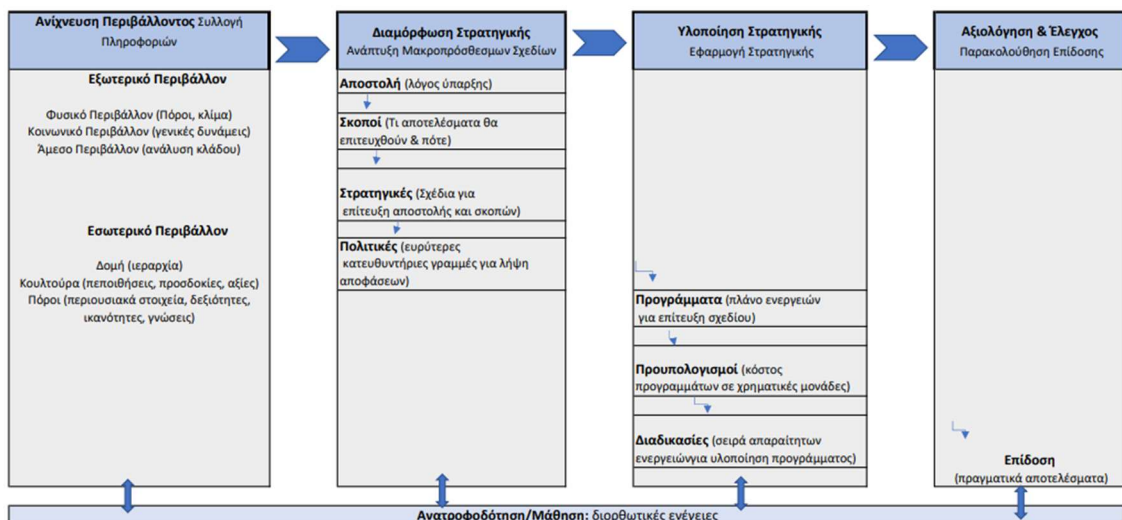 Ανίχνευση Περιβάλλοντος Συλλογή
Πληροφοριών
Εξωτερικό Περιβάλλον
Φυσικό Περιβάλλον (Πόροι, κλίμα)
Κοινωνικό Περιβάλλον (γενικές δυνάμεις)
Άμεσο Περιβάλλον (ανάλυση κλάδου)
Εσωτερικό Περιβάλλον
Δομή (ιεραρχία)
Κουλτούρα (πεποιθήσεις, προσδοκίες, αξίες)
Πόροι (περιουσιακά στοιχεία, δεξιότητες,
ικανότητες, γνώσεις)
Διαμόρφωση Στρατηγικής
Ανάπτυξη Μακροπρόσθεσμων Σχεδίων
Αποστολή (λόγος ύπαρξης)
Σκοποί (Τι αποτελέσματα θα
επιτευχθούν & πότε)
Στρατηγικές (Σχέδια για
επίτευξη αποστολής και σκοπών)
Πολιτικές (ευρύτερες
κατευθυντήριες γραμμές για λήψη
αποφάσεων)
Υλοποίηση Στρατηγικής
Εφαρμογή Στρατηγικής
Προγράμματα (πλάνο ενεργειών
για επίτευξη σχεδίου)
Προυπολογισμοί (κόστος
προγραμμάτων σε χρηματικές μονάδες)
Διαδικασίες (σειρά απαραίτητων
ενεργειώνγια υλοποίηση προγράμματος)
Αξιολόγηση & Έλεγχος
Παρακολούθηση Επίδοσης
Επίδοση
(πραγματικά αποτελέσματα)
Ανατροφοδότηση/Μάθηση: διορθωτικές ενέγειες